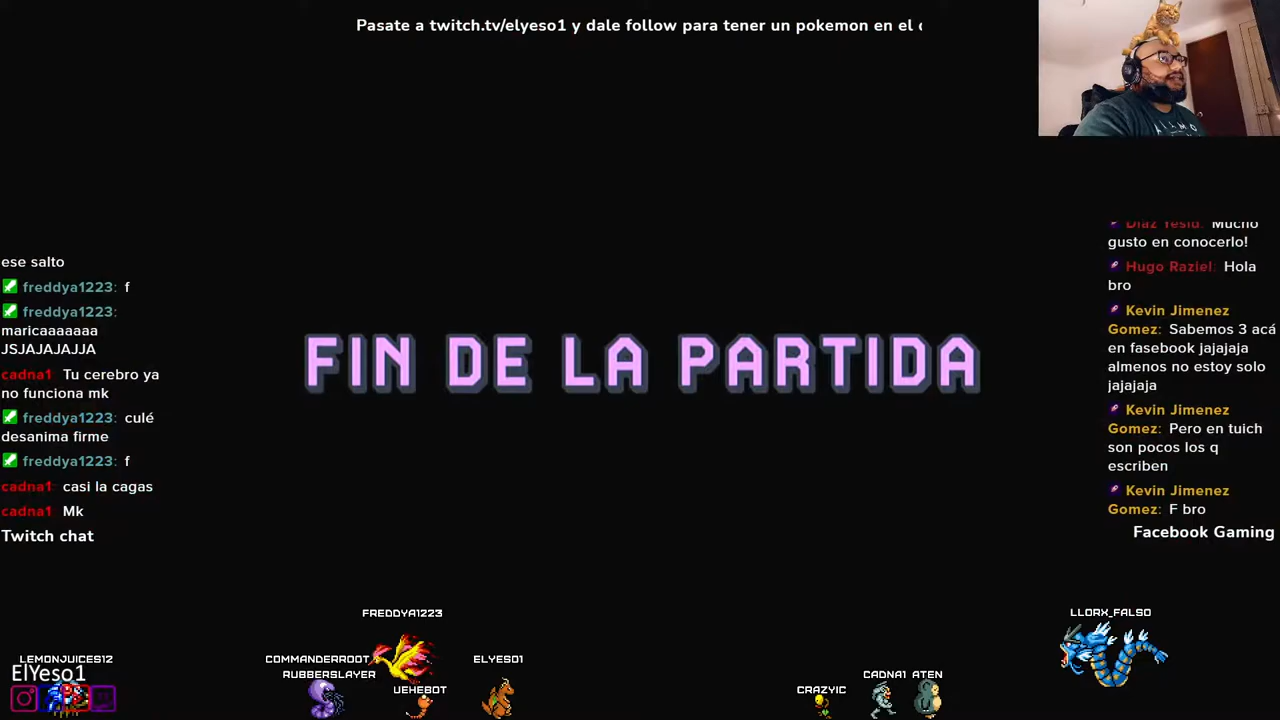 Pasate a twitch.tv/elyeso1 y dale follow para tener un pokemon en el
ese salto
freddya1223: f
freddya1223:
maricaaaaaaa
JSJAJAJAJJA
cadna1: Tu cerebro ya
no funciona mk
freddya1223: culé
desanima firme
freddya1223: f
cadna1: casi la cagas
cadna1: Mk
Twitch chat
FIN DE LA PARTIDA
Diaz Yesid: Mucho
gusto en conocerlo!
Hugo Raziel: Hola
bro
Kevin Jimenez
Gomez: Sabemos 3 acá
en fasebook jajajaja
almenos no estoy solo
jajajaja
Kevin Jimenez
Gomez: Pero en tuich
son pocos los q
escriben
Kevin Jimenez
Gomez: F bro
Facebook Gaming
FREDDYA1223
LLORX_FALSO
LEMONJUICES12
COMMANDERROOT
ELYESO1
ElYeso1
RUBBERSLAYER
CADNA1 ATEN
UEHEBOT
CRAZYIC